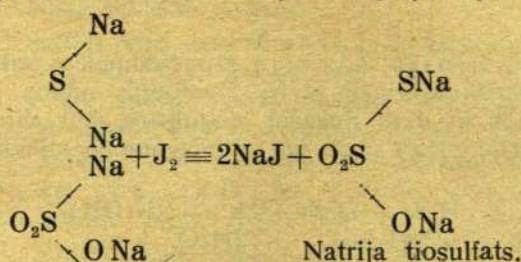 Na
S SNa
Na
Na + J₂ ≡ 2NaJ + O₂S
O₂S
O Na O Na
Natrija tiosulfats.